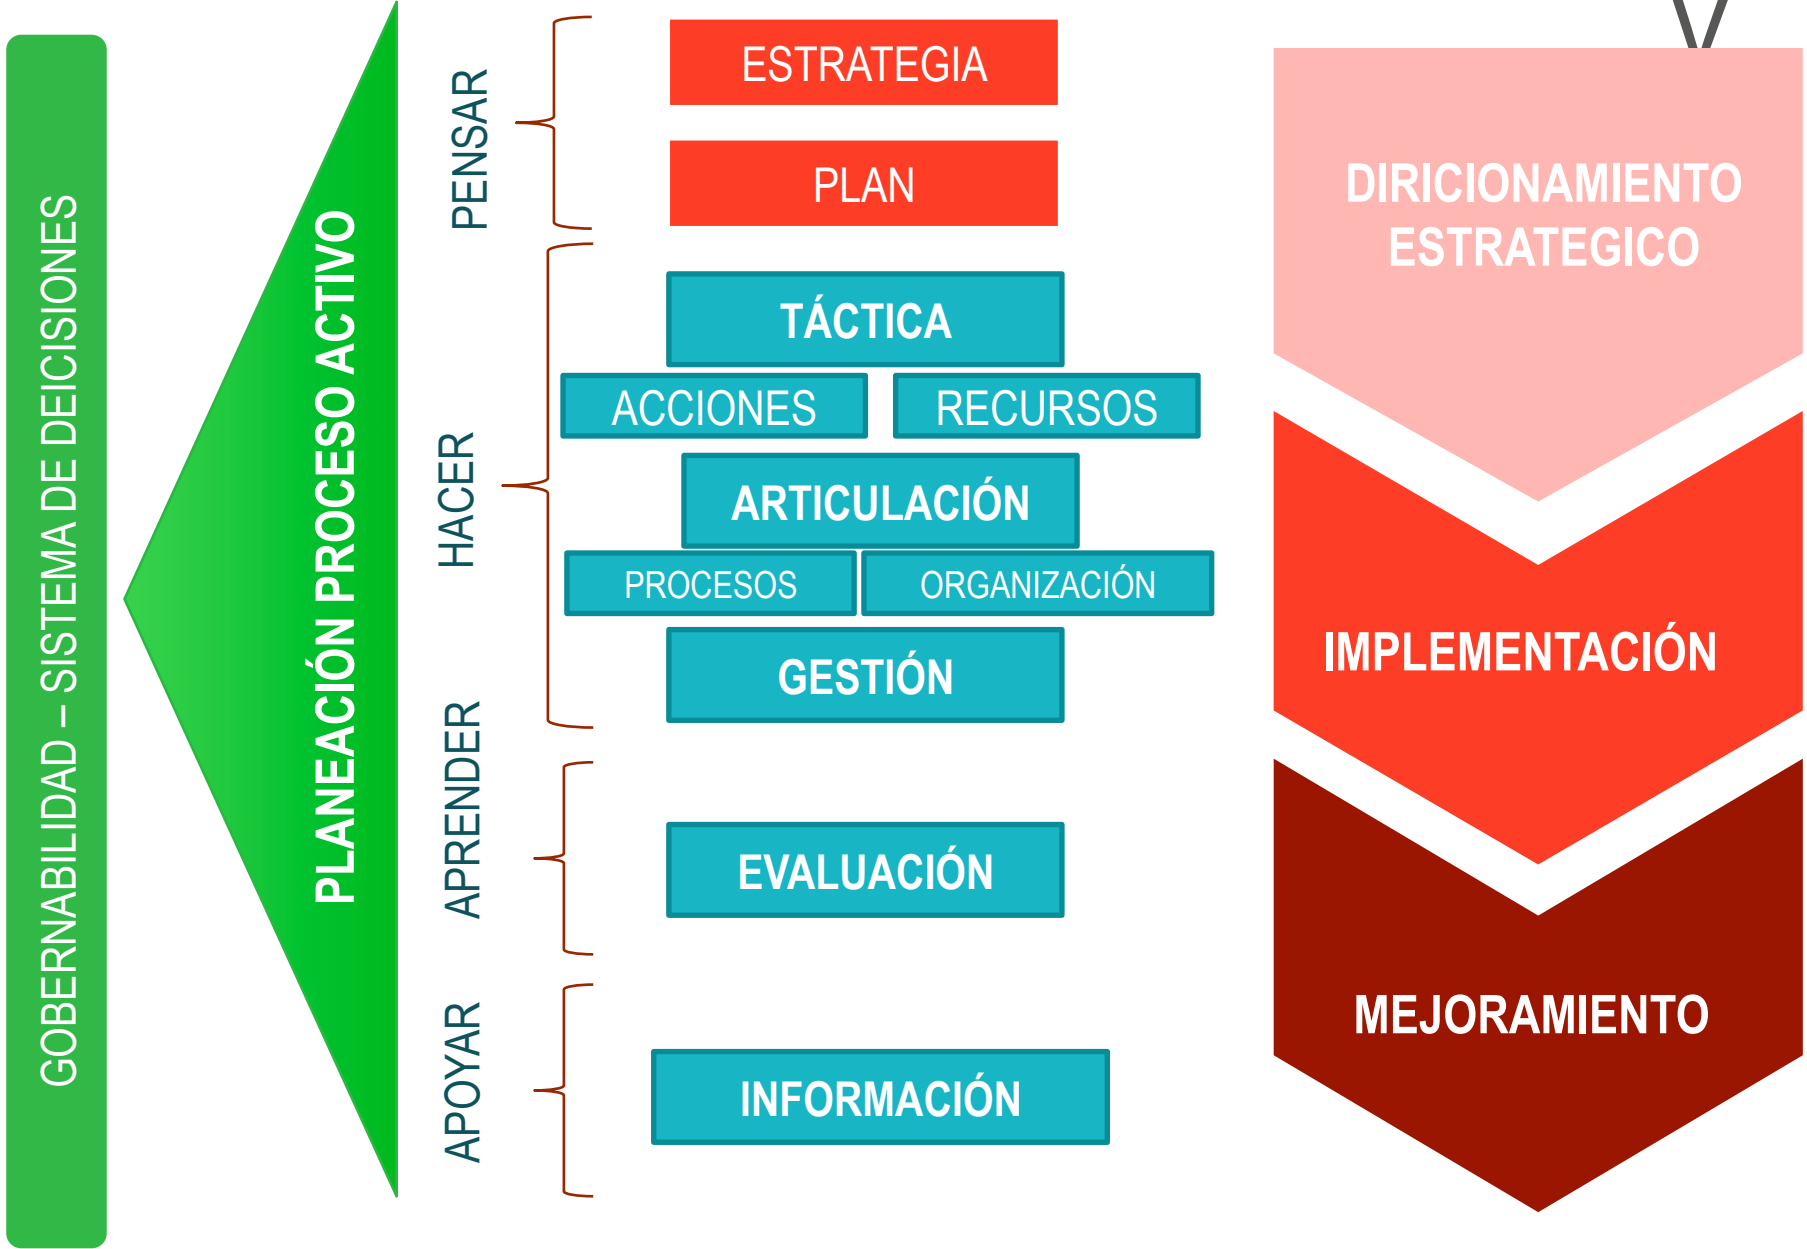 GOBERNABILIDAD – SISTEMA DE DEICISIONES
PLANEACIÓN PROCESO ACTIVO
PENSAR
ESTRATEGIA
PLAN
HACER
TÁCTICA
ACCIONES
RECURSOS
ARTICULACIÓN
PROCESOS
ORGANIZACIÓN
GESTIÓN
APRENDER
EVALUACIÓN
APOYAR
INFORMACIÓN
DIRICIONAMIENTO
ESTRATEGICO
IMPLEMENTACIÓN
MEJORAMIENTO